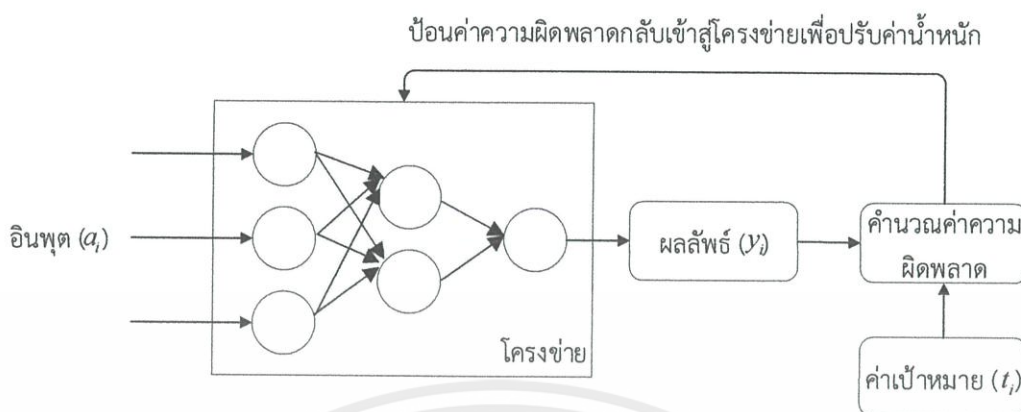 ป้อนค่าความผิดพลาดกลับเข้าสู่โครงข่ายเพื่อปรับค่าน้ำหนัก
อินพุต (aᵢ)
ผลลัพธ์ (yᵢ)
คำนวณค่าความ
ผิดพลาด
โครงข่าย
ค่าเป้าหมาย (tᵢ)